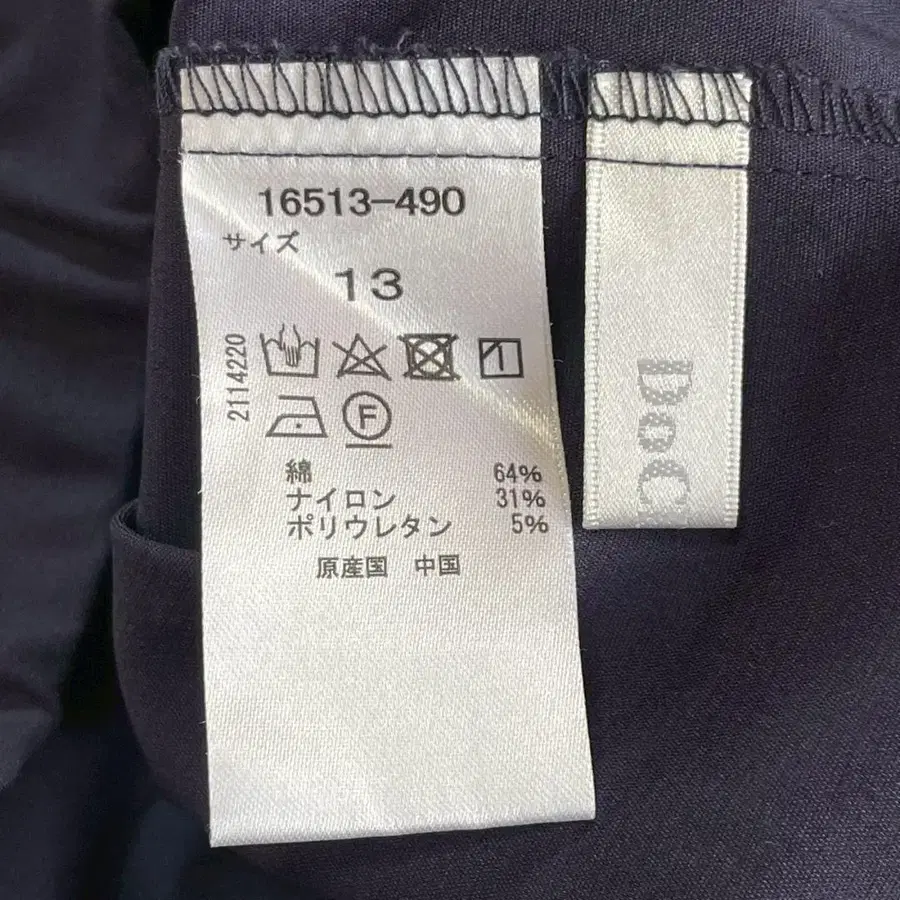 16513-490
サイズ
13
2114220
F
綿 64%
ナイロン 31%
ポリウレタン 5%
原産国 中国
DoC